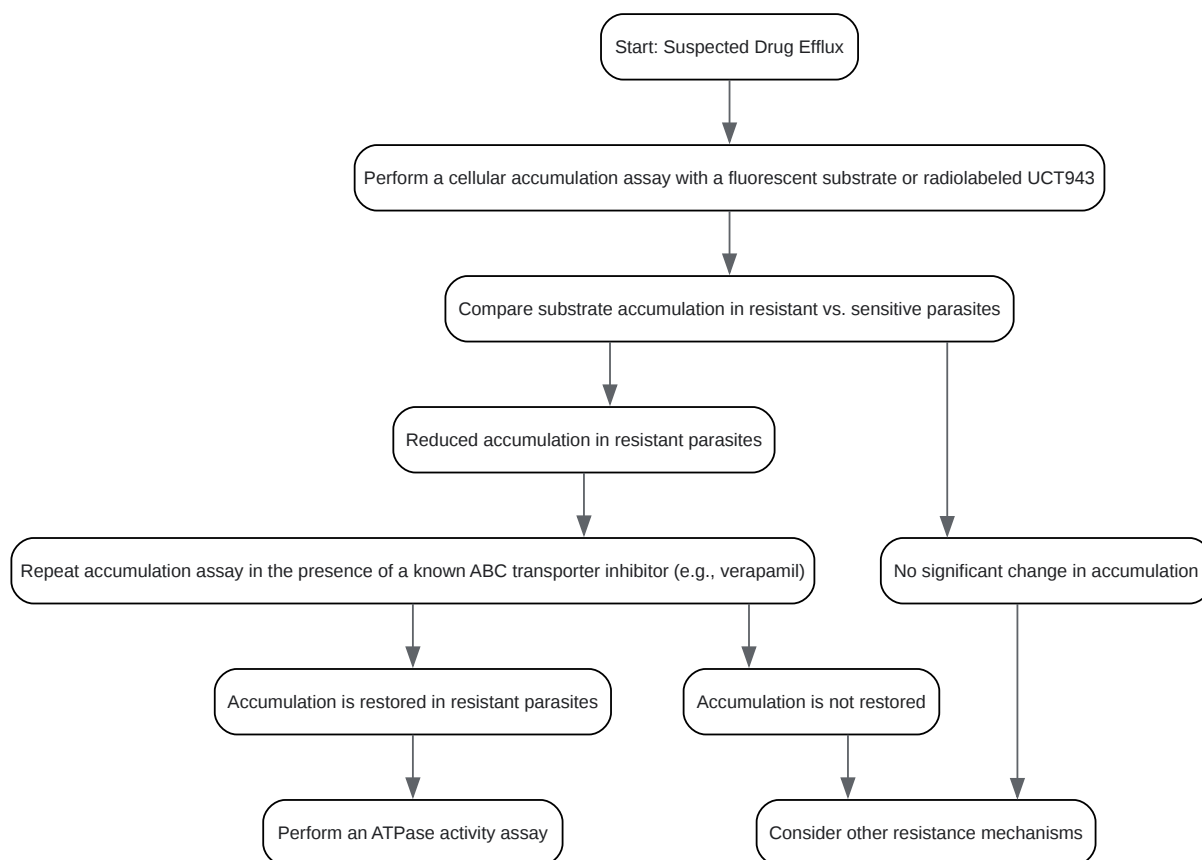 Start: Suspected Drug Efflux
Perform a cellular accumulation assay with a fluorescent substrate or radiolabeled UCT943
Compare substrate accumulation in resistant vs. sensitive parasites
Reduced accumulation in resistant parasites
Repeat accumulation assay in the presence of a known ABC transporter inhibitor (e.g., verapamil)
No significant change in accumulation
Accumulation is restored in resistant parasites
Accumulation is not restored
Perform an ATPase activity assay
Consider other resistance mechanisms